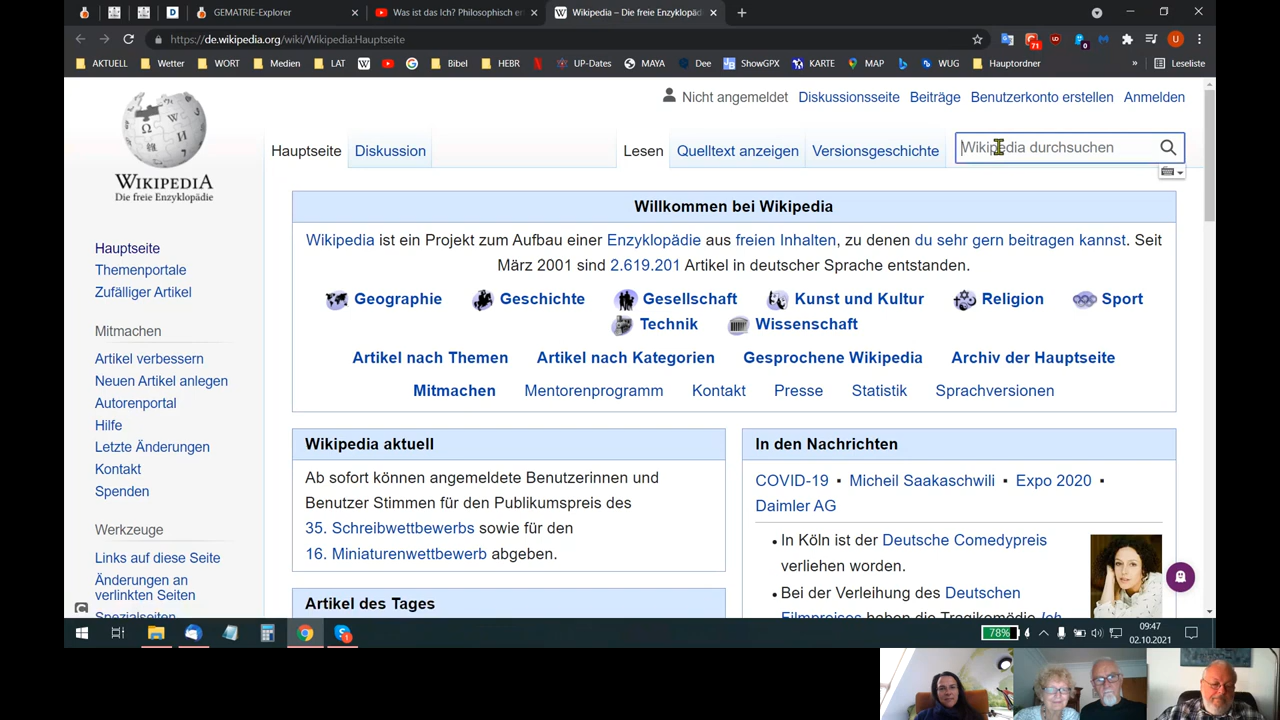 GEMATRIE-Explorer
Was ist das Ich? Philosophisch er
Wikipedia – Die freie Enzyklopäd
https://de.wikipedia.org/wiki/Wikipedia:Hauptseite
71
0
U
AKTUELL Wetter WORT Medien LAT Bibel HEBR UP-Dates MAYA Dee ShowGPX KARTE MAP WUG Hauptordner » Leseliste
Nicht angemeldet Diskussionsseite Beiträge Benutzerkonto erstellen Anmelden
Hauptseite Diskussion Lesen Quelltext anzeigen Versionsgeschichte Wikipedia durchsuchen
WIKIPEDIA
Die freie Enzyklopädie
Hauptseite
Themenportale
Zufälliger Artikel
Mitmachen
Artikel verbessern
Neuen Artikel anlegen
Autorenportal
Hilfe
Letzte Änderungen
Kontakt
Spenden
Werkzeuge
Links auf diese Seite
Änderungen an
verlinkten Seiten
Spezialseiten
Willkommen bei Wikipedia
Wikipedia ist ein Projekt zum Aufbau einer Enzyklopädie aus freien Inhalten, zu denen du sehr gern beitragen kannst. Seit
März 2001 sind 2.619.201 Artikel in deutscher Sprache entstanden.
Geographie Geschichte Gesellschaft Kunst und Kultur Religion Sport
Technik Wissenschaft
Artikel nach Themen Artikel nach Kategorien Gesprochene Wikipedia Archiv der Hauptseite
Mitmachen Mentorenprogramm Kontakt Presse Statistik Sprachversionen
Wikipedia aktuell
Ab sofort können angemeldete Benutzerinnen und
Benutzer Stimmen für den Publikumspreis des
35. Schreibwettbewerbs sowie für den
16. Miniaturenwettbewerb abgeben.
Artikel des Tages
In den Nachrichten
COVID-19 ▪ Micheil Saakaschwili ▪ Expo 2020 ▪
Daimler AG
• In Köln ist der Deutsche Comedypreis
verliehen worden.
• Bei der Verleihung des Deutschen
Filmpreises haben die Tragikomödie Ich
78%
09:47
02.10.2021